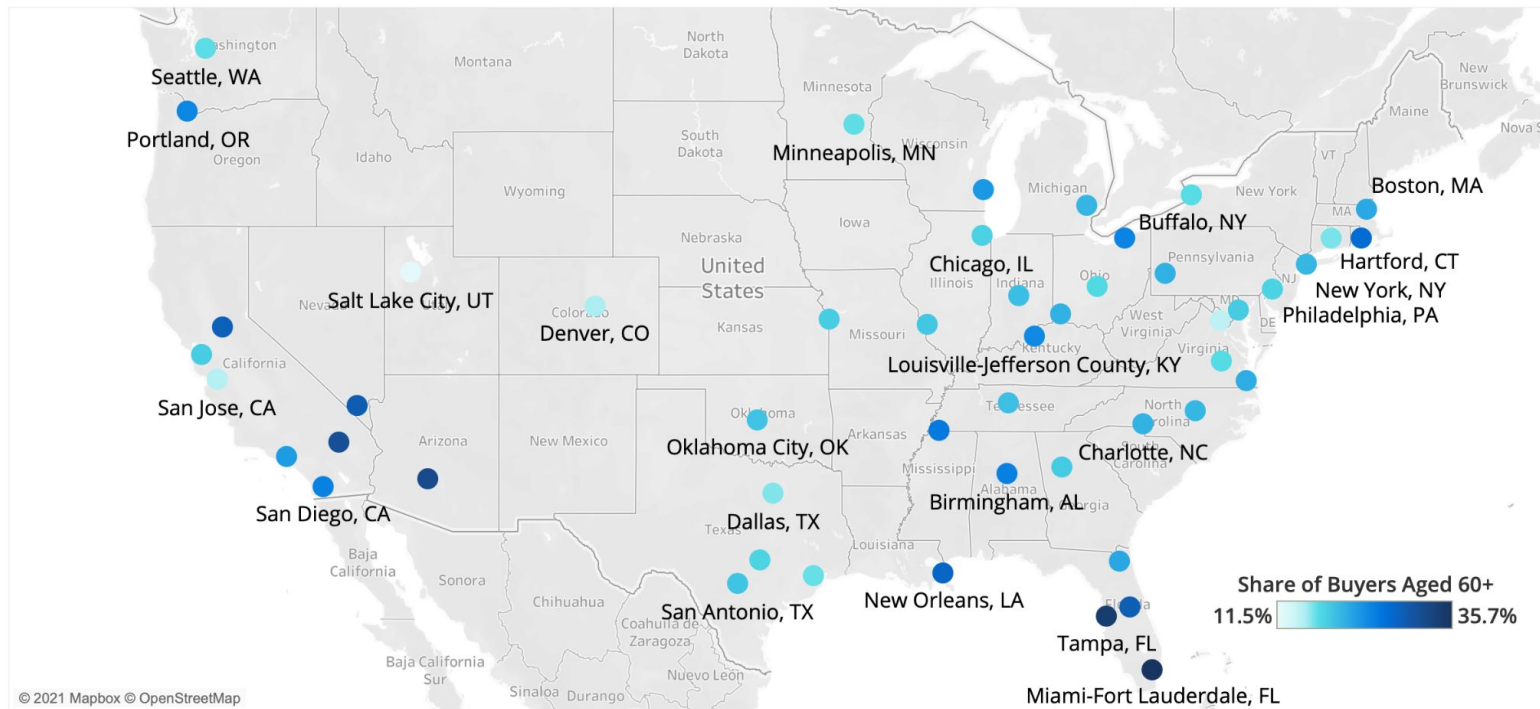 North
Dakota
Washington
Montana
Minnesota
New
Brunswick
Maine
Seattle, WA
Portland, OR
Oregon
Idaho
South
Dakota
Minneapolis, MN
Wisconsin
VT
Nova S
Wyoming
Michigan
New York
Boston, MA
MA
Iowa
Buffalo, NY
Nebraska
Chicago, IL
Illinois
Indiana
Ohio
Pennsylvania
Hartford, CT
United
States
NJ
New York, NY
Salt Lake City, UT
Nevada
Utah
Colorado
Denver, CO
Kansas
Missouri
West
Virginia
MD
DE
Philadelphia, PA
Kentucky
Virginia
Louisville-Jefferson County, KY
California
San Jose, CA
Arizona
New Mexico
Oklahoma
Oklahoma City, OK
Arkansas
Tennessee
North
Carolina
Charlotte, NC
South
Carolina
Mississippi
Alabama
Birmingham, AL
Georgia
San Diego, CA
Dallas, TX
Texas
Louisiana
Baja
California
Sonora
Chihuahua
San Antonio, TX
New Orleans, LA
Share of Buyers Aged 60+
11.5%
35.7%
Florida
Tampa, FL
Coahuila de
Zaragoza
Baja California
Sur
Sinaloa
Durango
Nuevo León
Miami-Fort Lauderdale, FL
© 2021 Mapbox © OpenStreetMap